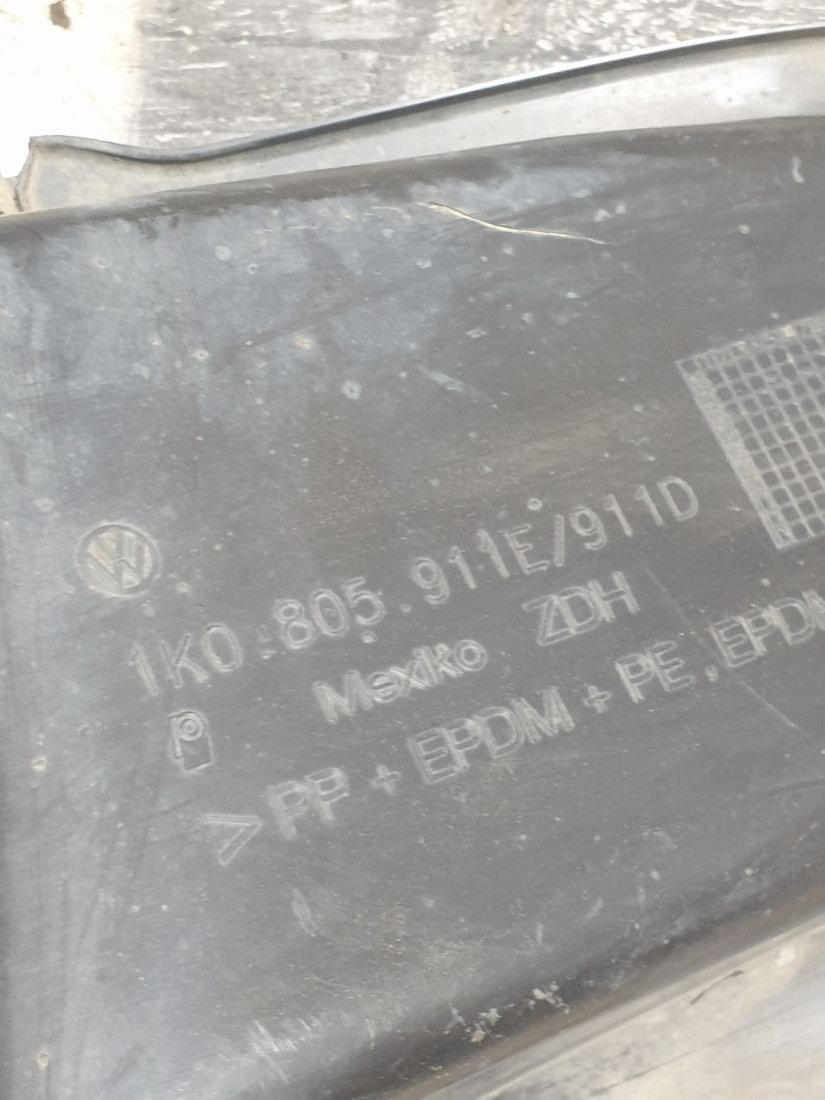 1K0.805.911E/911D
Mexiko ZDH
P
>PP + EPDM + PE, EPDM